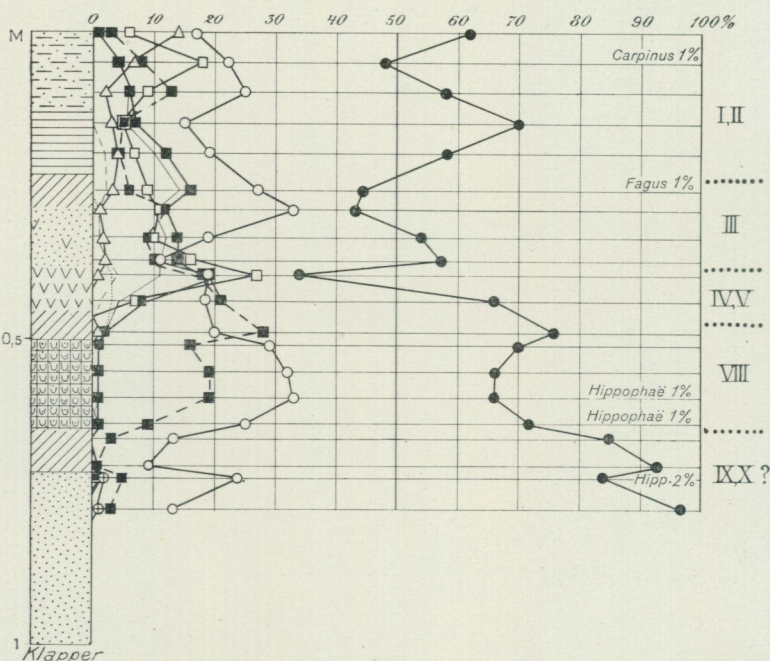 0 10 20 30 40 50 60 70 80 90 100%
M
Carpinus 1%
I,II
Fagus 1%
III
IV,V
0,5
VIII
Hippophaë 1%
Hippophaë 1%
Hipp. 2%
IX,X ?
1
Klapper